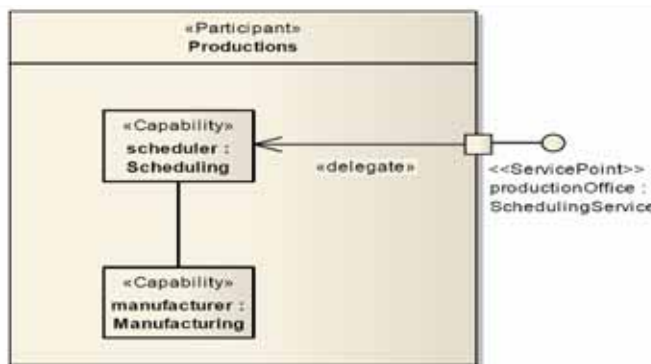 «Participant»
Productions
«Capability»
scheduler :
Scheduling
«delegate»
<<ServicePoint>>
productionOffice :
SchedulingService
«Capability»
manufacturer :
Manufacturing